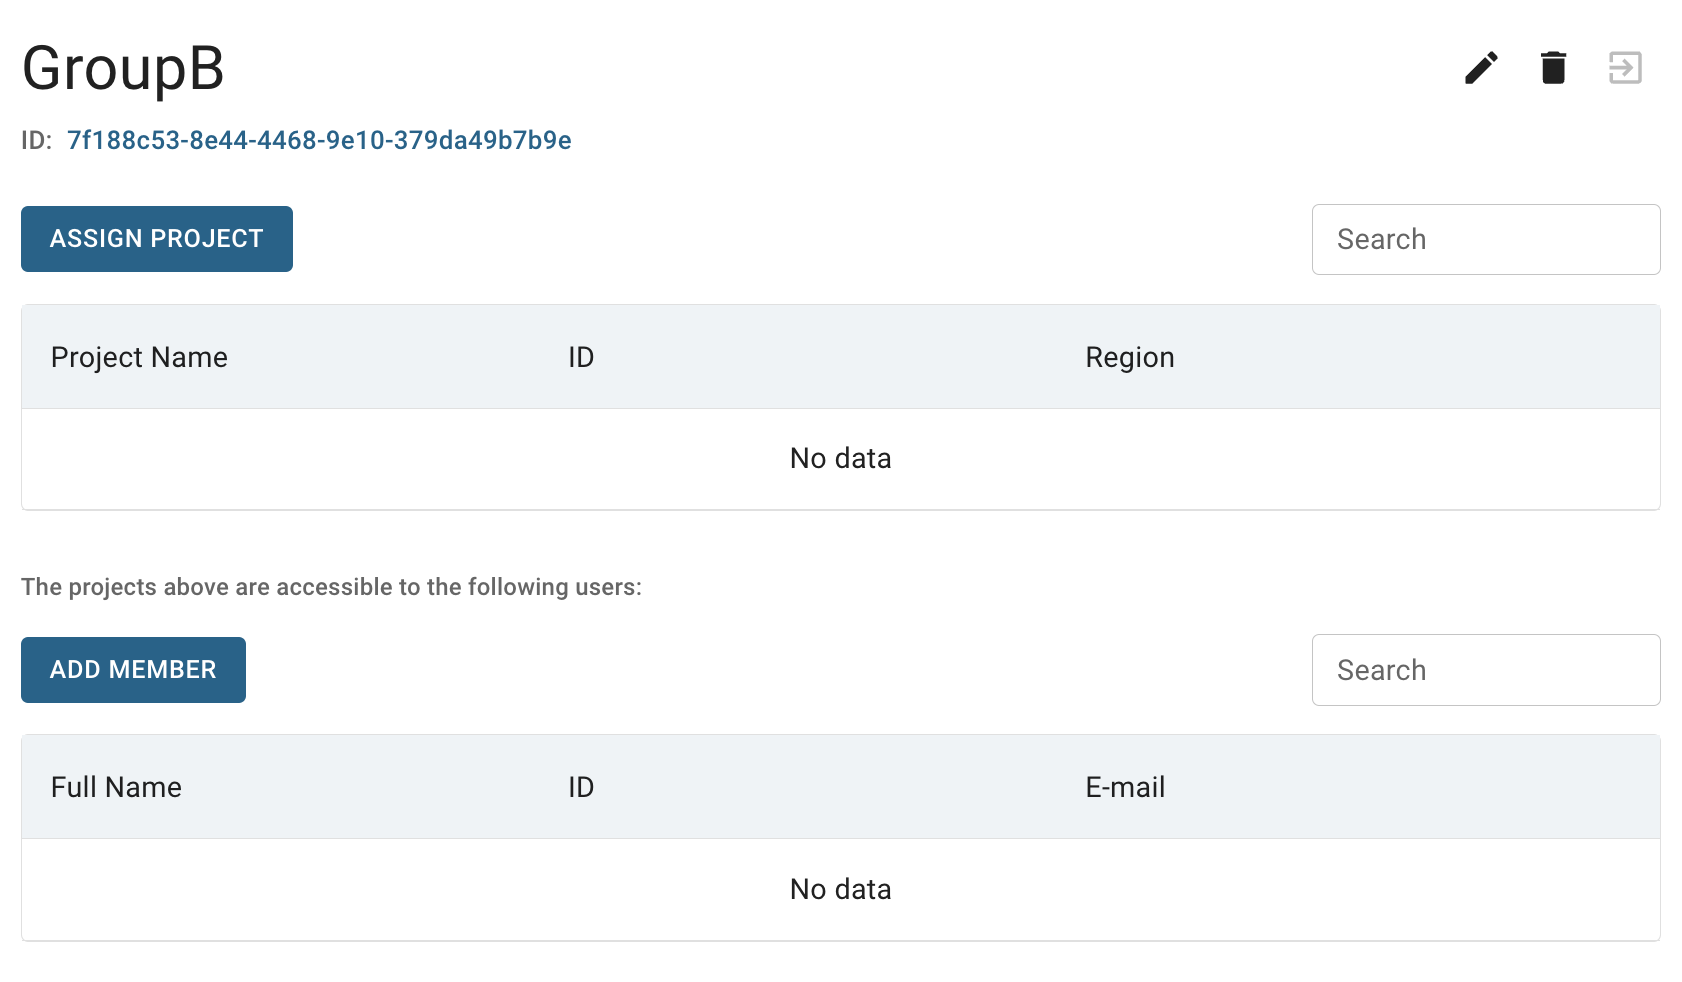 GroupB
ID: 7f188c53-8e44-4468-9e10-379da49b7b9e
ASSIGN PROJECT
Search
Project Name ID Region
No data
The projects above are accessible to the following users:
ADD MEMBER
Search
Full Name ID E-mail
No data